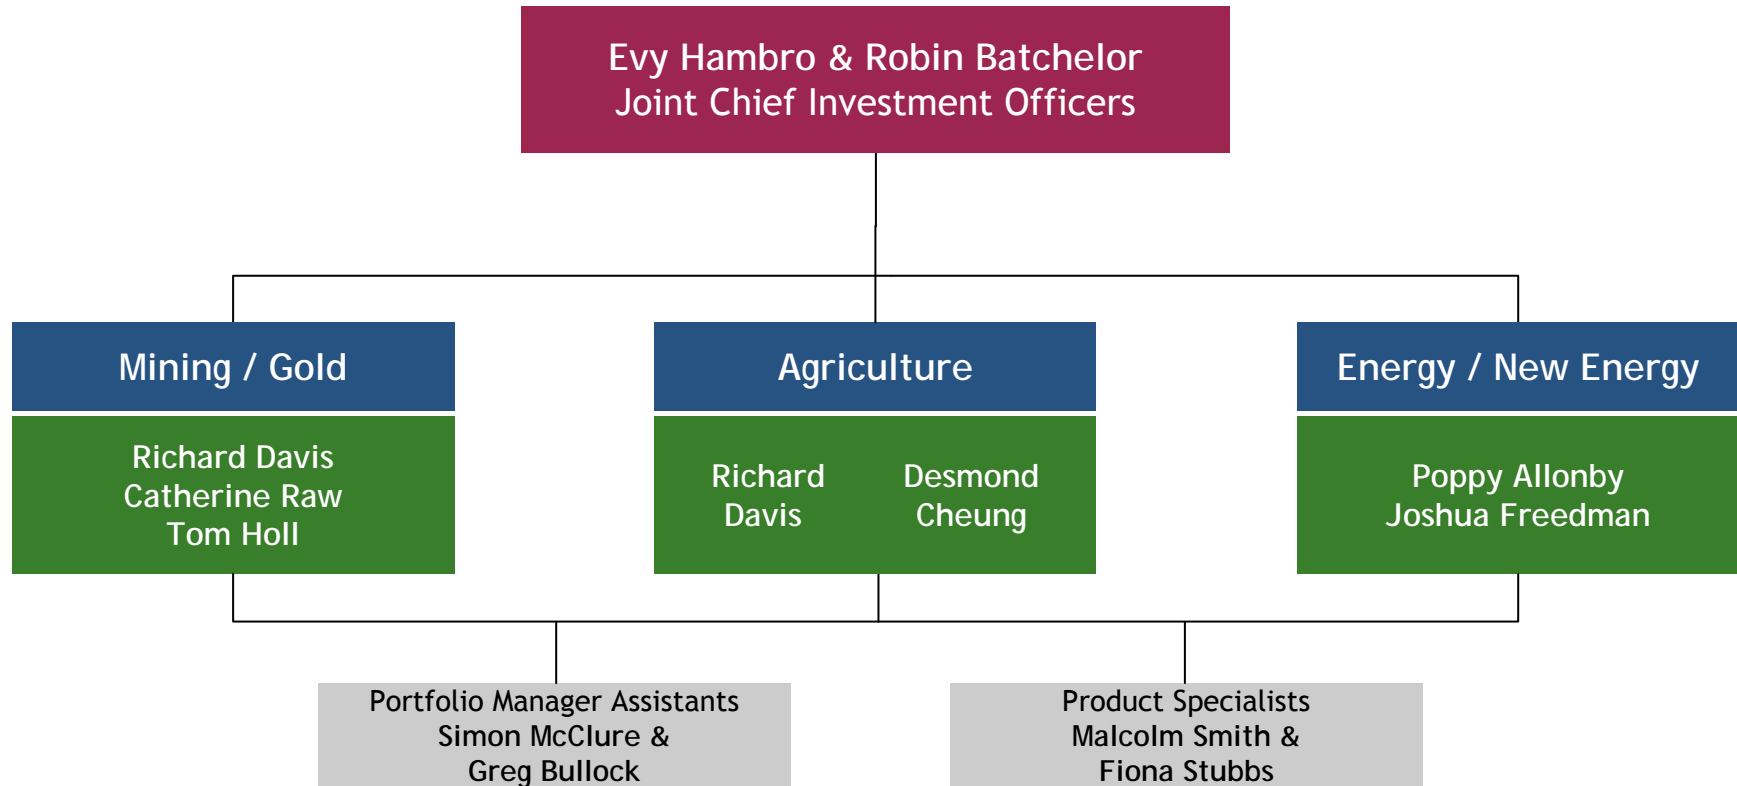 Evy Hambro & Robin Batchelor
Joint Chief Investment Officers
Mining / Gold
Agriculture
Energy / New Energy
Richard Davis
Catherine Raw
Tom Holl
Richard
Davis
Desmond
Cheung
Poppy Allonby
Joshua Freedman
Portfolio Manager Assistants
Simon McClure &
Greg Bullock
Product Specialists
Malcolm Smith &
Fiona Stubbs